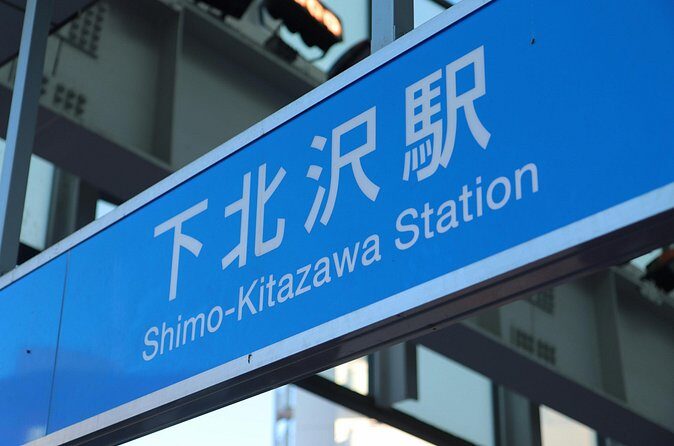 下北沢駅
Shimo-Kitazawa Station